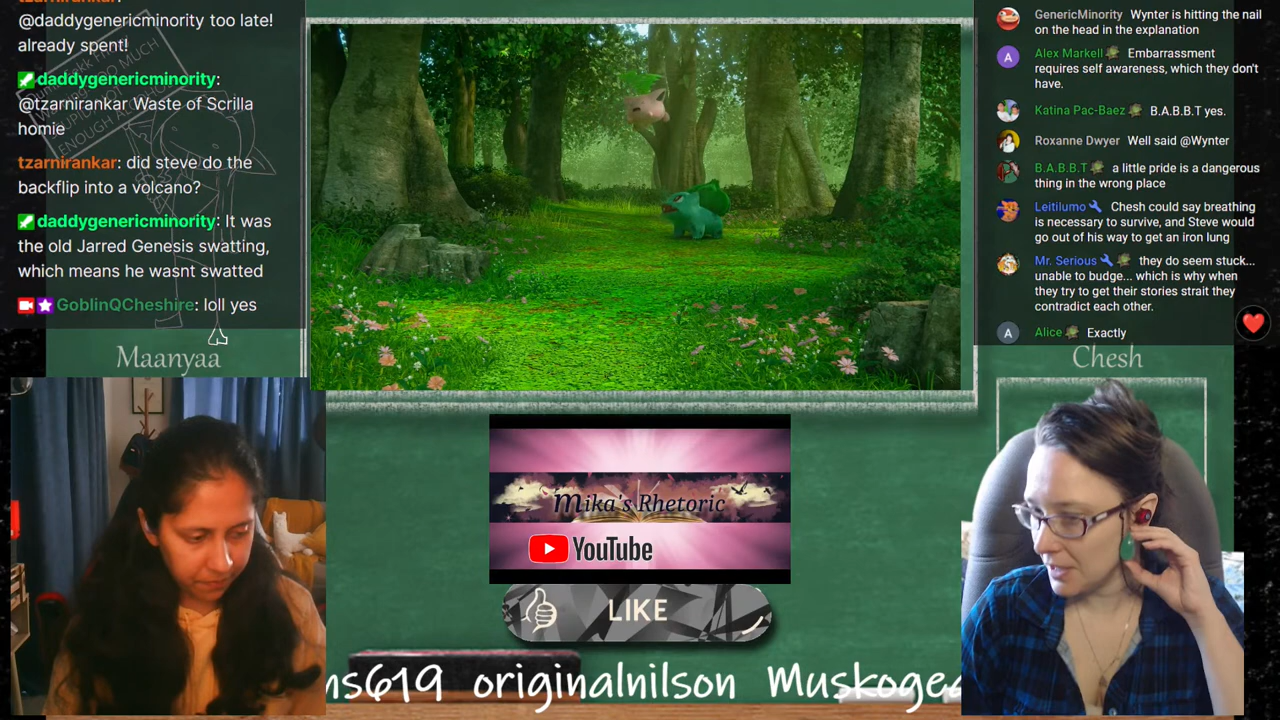 @daddygenericminority too late!
already spent!
daddygenericminority:
@tzarnirankar Waste of Scrilla
homie
tzarnirankar: did steve do the
backflip into a volcano?
daddygenericminority: It was
the old Jarred Genesis swatting,
which means he wasnt swatted
GoblinQCheshire: loll yes
Maanyaa
GenericMinority Wynter is hitting the nail
on the head in the explanation
A
Alex Markell Embarrassment
requires self awareness, which they don't
have.
Katina Pac-Baez B.A.B.B.T yes.
Roxanne Dwyer Well said @Wynter
B.A.B.B.T a little pride is a dangerous
thing in the wrong place
Leitilumo Chesh could say breathing
is necessary to survive, and Steve would
go out of his way to get an iron lung
Mr. Serious they do seem stuck...
unable to budge... which is why when
they try to get their stories strait they
contradict each other.
A
Alice Exactly
Chesh
Mika's Rhetoric
YouTube
LIKE
ns619 originalnilson Muskogea